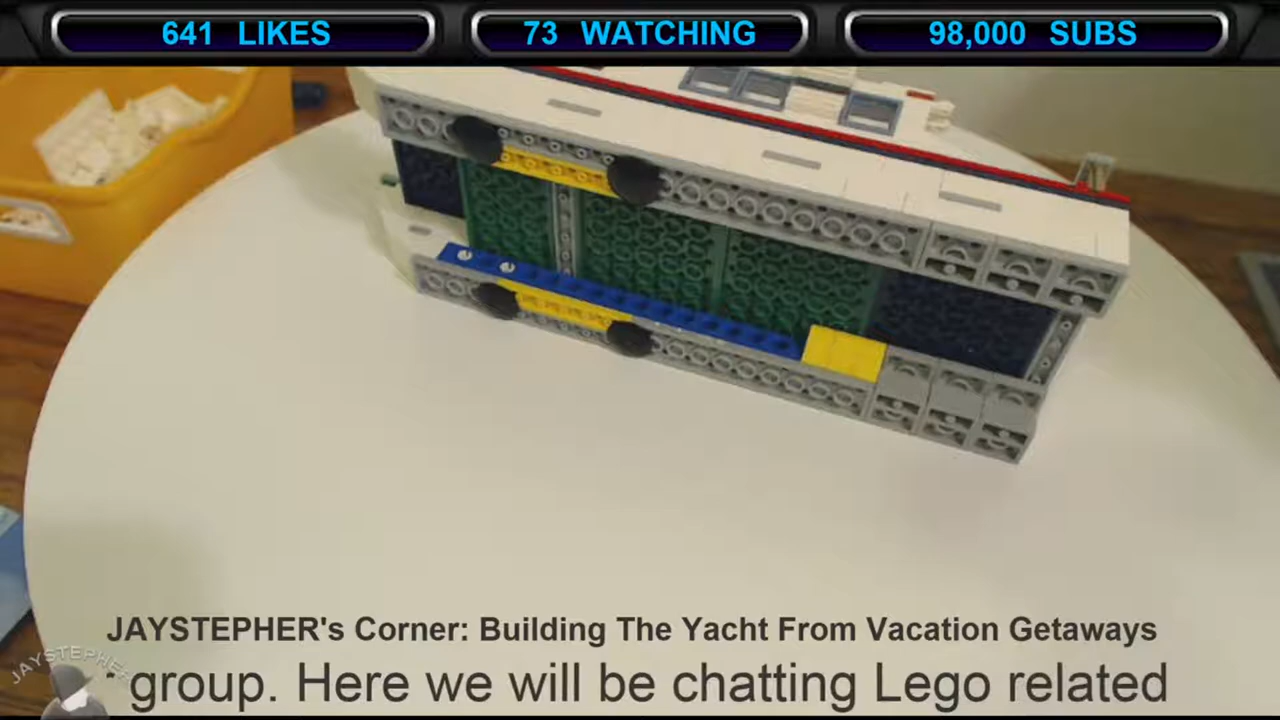 641 LIKES
73 WATCHING
98,000 SUBS
JAYSTEPHER's Corner: Building The Yacht From Vacation Getaways
JAYSTEPHER
group. Here we will be chatting Lego related